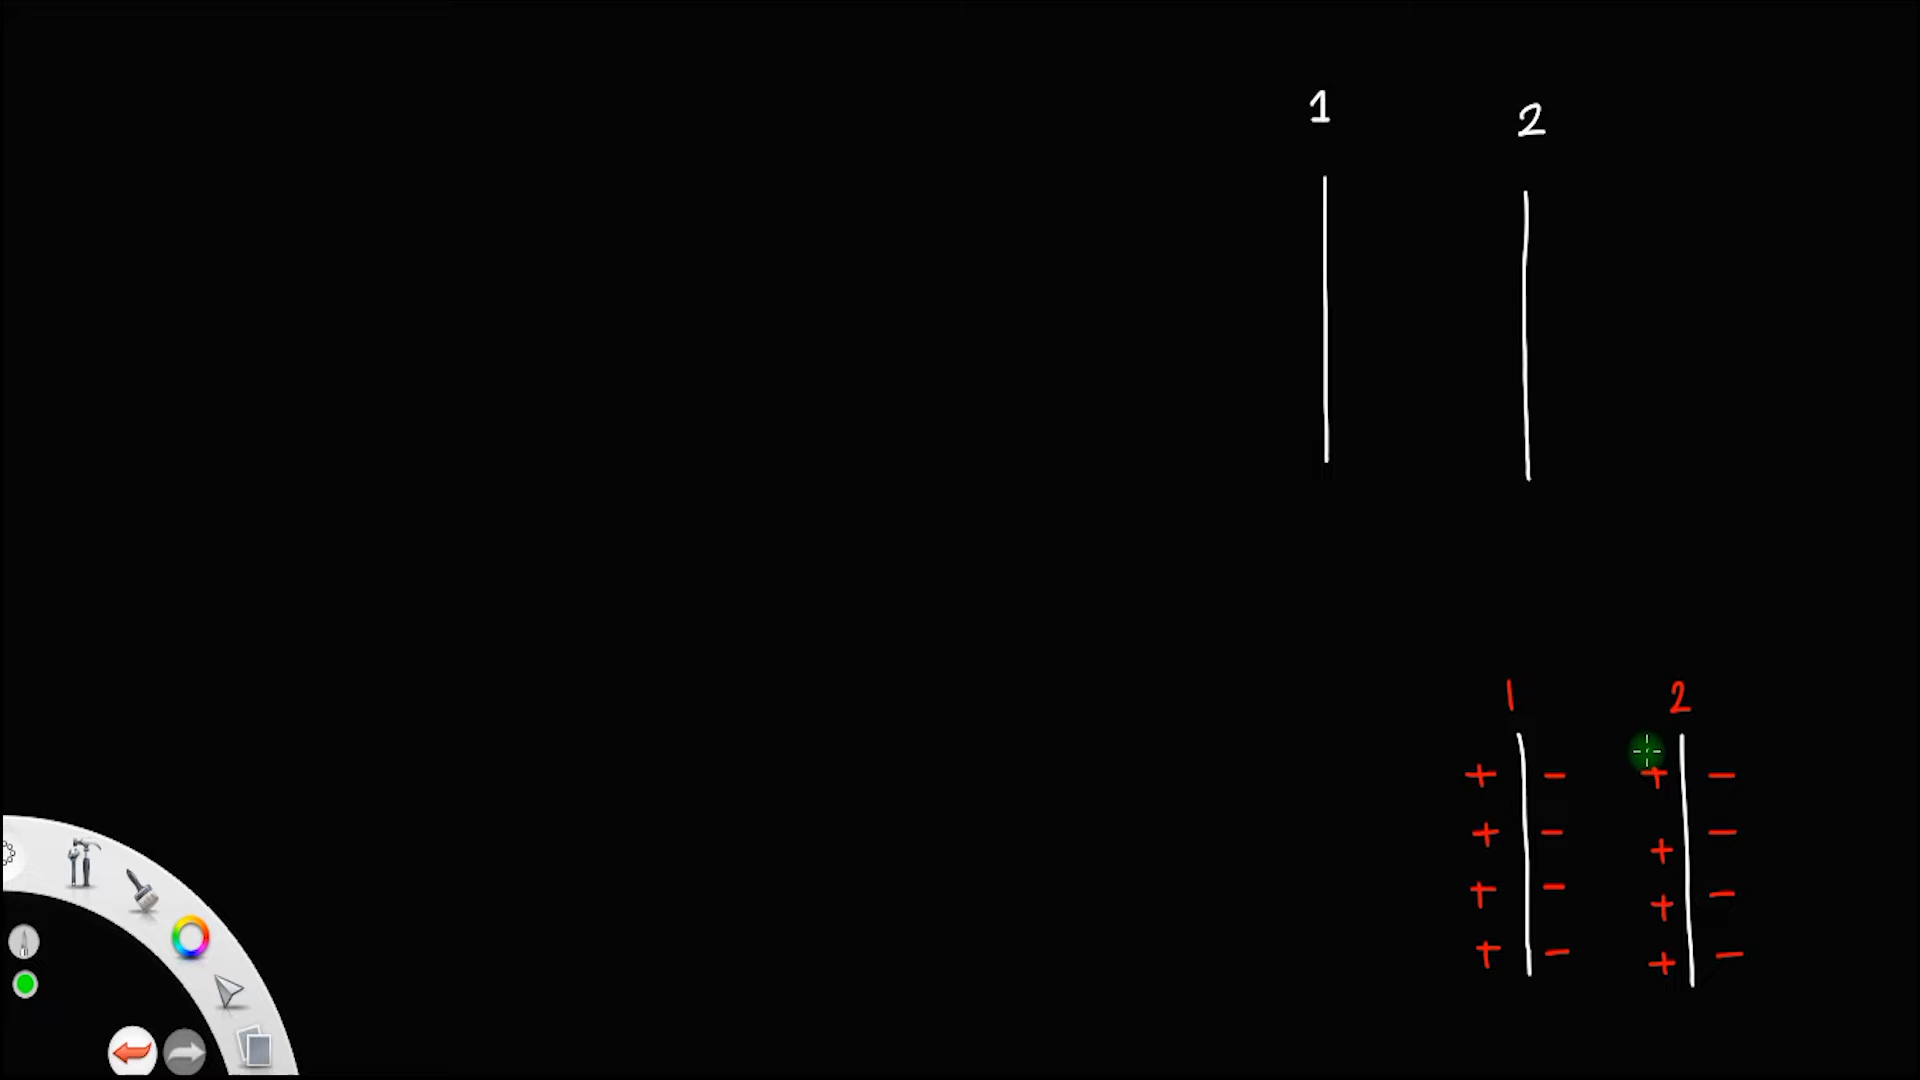 1 2
1 2
+ - + -
+ - + -
+ - + -
+ - + -